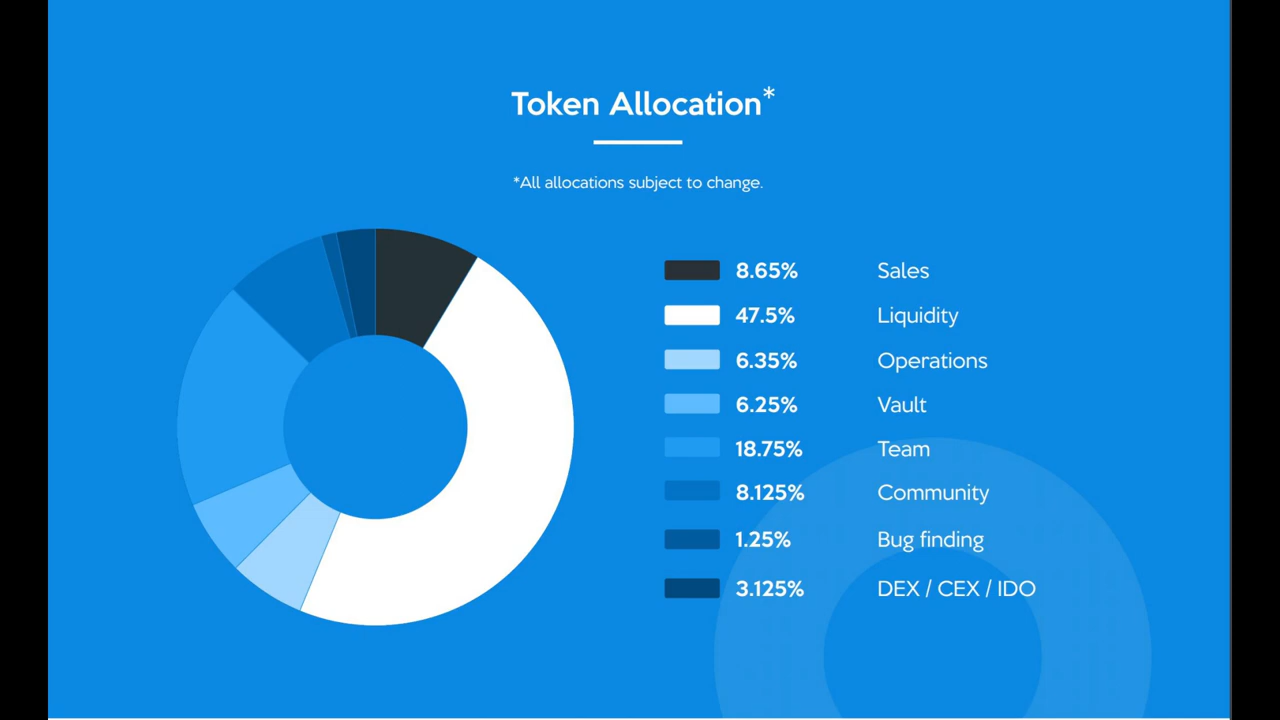 Token Allocation*
*All allocations subject to change.
8.65% Sales
47.5% Liquidity
6.35% Operations
6.25% Vault
18.75% Team
8.125% Community
1.25% Bug finding
3.125% DEX / CEX / IDO